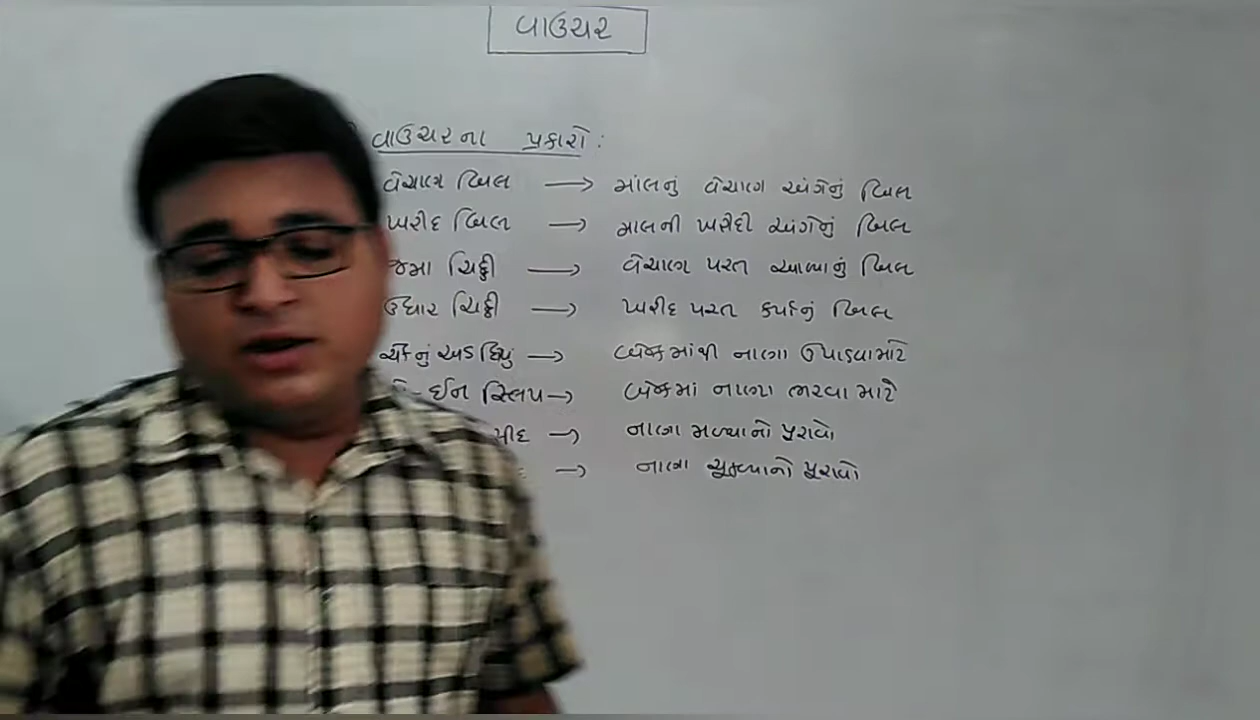 વાઉચર
વાઉચરના પ્રકારો :
વેચાણ બિલ → માલનું વેચાણ અંગેનું બિલ
ખરીદ બિલ → માલની ખરીદી અંગેનું બિલ
જમા ચિઠ્ઠી → વેચાણ પરત આવ્યાનું બિલ
ઉધાર ચિઠ્ઠી → ખરીદ પરત કર્યાનું બિલ
ચેકનું અડધિયું → બેંકમાંથી નાણા ઉપાડવા માટે
ઈન સ્લિપ → બેંકમાં નાણા ભરવા માટે
→ નાણા મળ્યાનો પુરાવો
→ નાણા ચૂકવ્યાનો પુરાવો